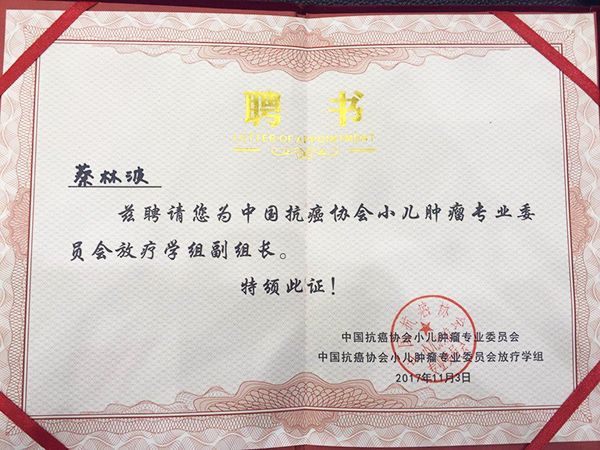 聘书
LETTER OF APPOINTMENT
蔡林波
兹聘请您为中国抗癌协会小儿肿瘤专业委
员会放疗学组副组长。
特颁此证！
中国抗癌协会小儿肿瘤专业委员会
中国抗癌协会小儿肿瘤专业委员会放疗学组
2017年11月3日